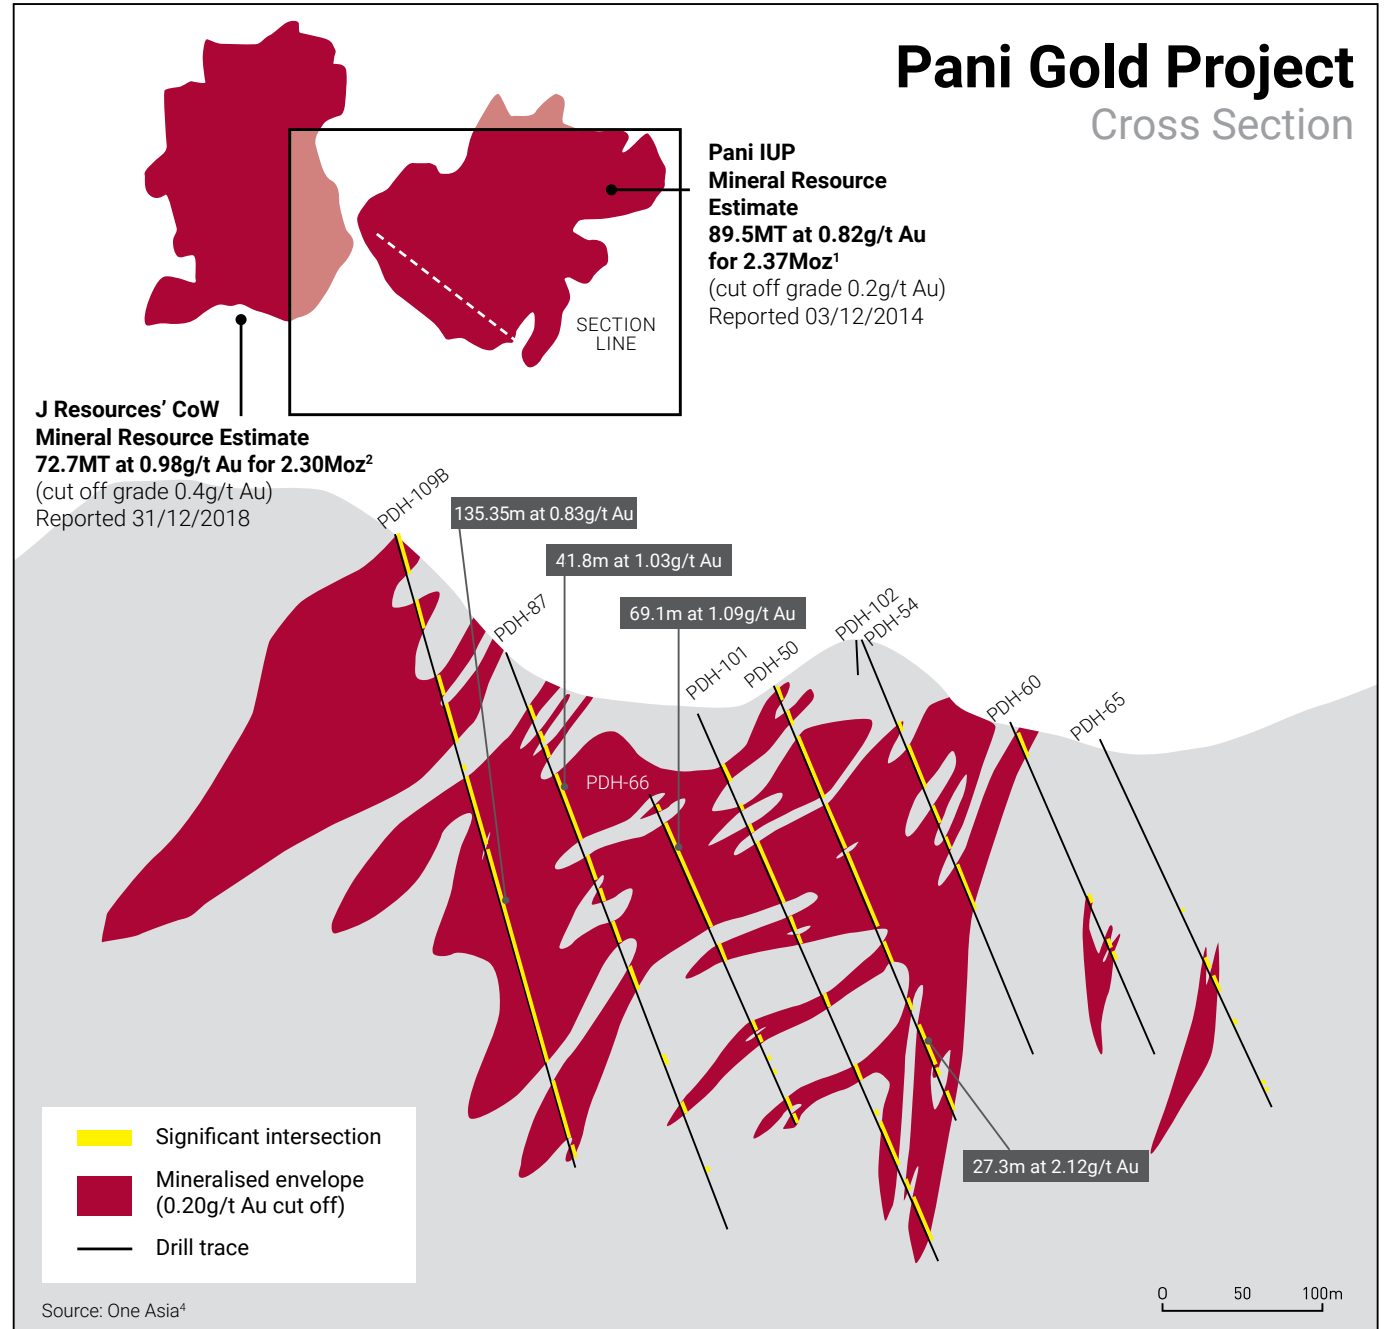 Pani Gold Project
Cross Section
Pani IUP
Mineral Resource
Estimate
89.5MT at 0.82g/t Au
for 2.37Moz¹
(cut off grade 0.2g/t Au)
Reported 03/12/2014
SECTION
LINE
J Resources’ CoW
Mineral Resource Estimate
72.7MT at 0.98g/t Au for 2.30Moz²
(cut off grade 0.4g/t Au)
Reported 31/12/2018
PDH-109B
135.35m at 0.83g/t Au
41.8m at 1.03g/t Au
69.1m at 1.09g/t Au
PDH-87
PDH-101
PDH-50
PDH-102
PDH-54
PDH-60
PDH-65
PDH-66
27.3m at 2.12g/t Au
Significant intersection
Mineralised envelope
(0.20g/t Au cut off)
Drill trace
Source: One Asia⁴
0 50 100m